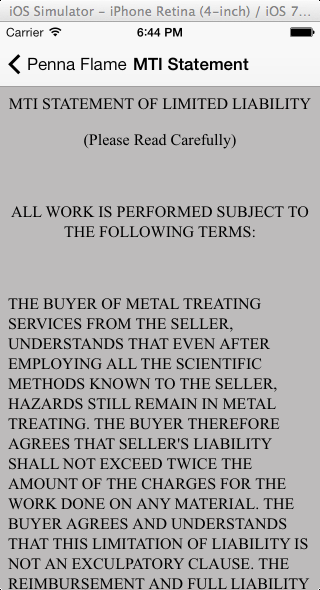 iOS Simulator - iPhone Retina (4-inch) / iOS 7...
Carrier 6:44 PM
Penna Flame MTI Statement
MTI STATEMENT OF LIMITED LIABILITY
(Please Read Carefully)
ALL WORK IS PERFORMED SUBJECT TO
THE FOLLOWING TERMS:
THE BUYER OF METAL TREATING
SERVICES FROM THE SELLER,
UNDERSTANDS THAT EVEN AFTER
EMPLOYING ALL THE SCIENTIFIC
METHODS KNOWN TO THE SELLER,
HAZARDS STILL REMAIN IN METAL
TREATING. THE BUYER THEREFORE
AGREES THAT SELLER'S LIABILITY
SHALL NOT EXCEED TWICE THE
AMOUNT OF THE CHARGES FOR THE
WORK DONE ON ANY MATERIAL. THE
BUYER AGREES AND UNDERSTANDS
THAT THIS LIMITATION OF LIABILITY IS
NOT AN EXCULPATORY CLAUSE. THE
REIMBURSEMENT AND FULL LIABILITY